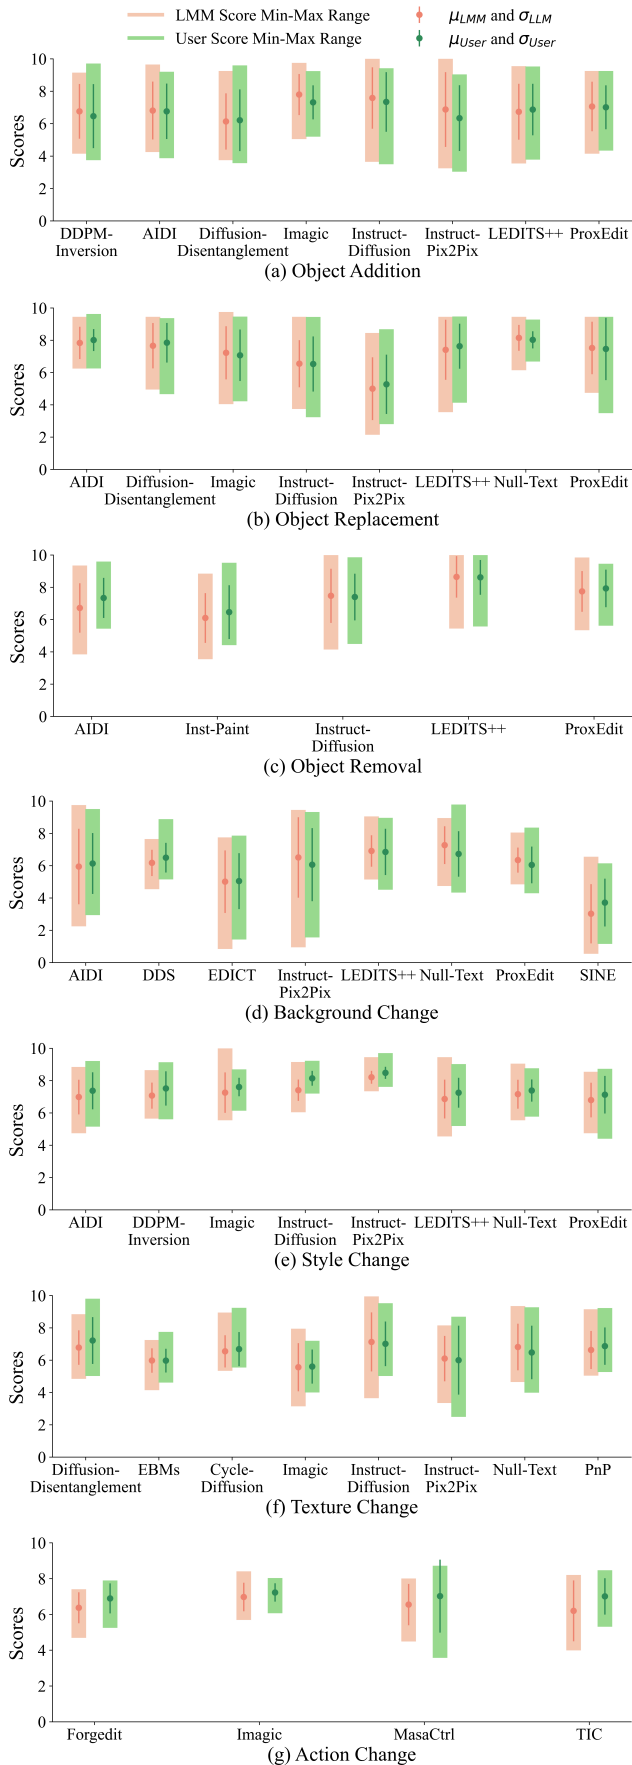 LMM Score Min-Max Range
μLMM and σLLM
User Score Min-Max Range
μUser and σUser
Scores
10
8
6
4
2
0
DDPM-Inversion
AIDI
Diffusion-Disentanglement
Imagic
Instruct-Diffusion
Instruct-Pix2Pix
LEDITS++
ProxEdit
(a) Object Addition
Scores
10
8
6
4
2
0
AIDI
Diffusion-Disentanglement
Imagic
Instruct-Diffusion
Instruct-Pix2Pix
LEDITS++
Null-Text
ProxEdit
(b) Object Replacement
Scores
10
8
6
4
2
0
AIDI
Inst-Paint
Instruct-Diffusion
LEDITS++
ProxEdit
(c) Object Removal
Scores
10
8
6
4
2
0
AIDI
DDS
EDICT
Instruct-Pix2Pix
LEDITS++
Null-Text
ProxEdit
SINE
(d) Background Change
Scores
10
8
6
4
2
0
AIDI
DDPM-Inversion
Imagic
Instruct-Diffusion
Instruct-Pix2Pix
LEDITS++
Null-Text
ProxEdit
(e) Style Change
Scores
10
8
6
4
2
0
Diffusion-Disentanglement
EBMs
Cycle-Diffusion
Imagic
Instruct-Diffusion
Instruct-Pix2Pix
Null-Text
PnP
(f) Texture Change
Scores
10
8
6
4
2
0
Forgedit
Imagic
MasaCtrl
TIC
(g) Action Change